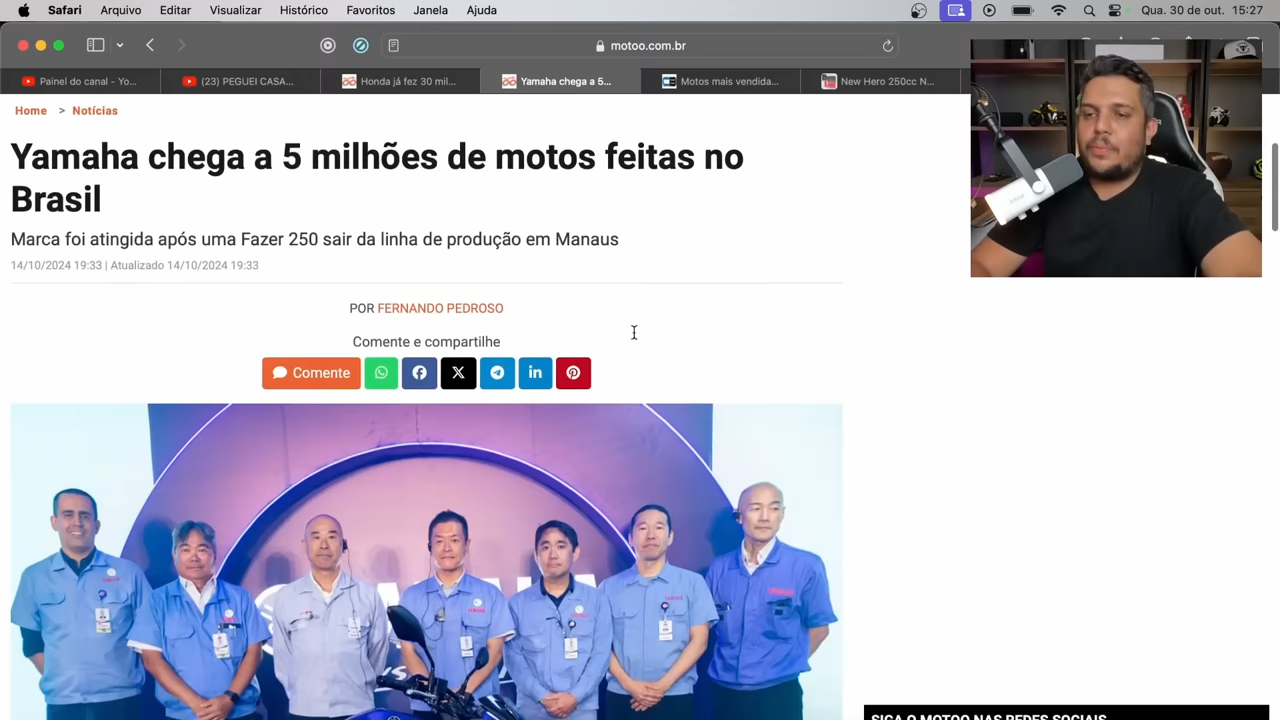 Safari Arquivo Editar Visualizar Histórico Favoritos Janela Ajuda Qua. 30 de out. 15:27
motoo.com.br
Painel do canal - Yo... (23) PEGUEI CASA... Honda já fez 30 mil... Yamaha chega a 5... Motos mais vendida... New Hero 250cc N...
Home > Notícias
Yamaha chega a 5 milhões de motos feitas no
Brasil
Marca foi atingida após uma Fazer 250 sair da linha de produção em Manaus
14/10/2024 19:33 | Atualizado 14/10/2024 19:33
POR FERNANDO PEDROSO
Comente e compartilhe
Comente
SIGA O MOTOO NAS REDES SOCIAIS